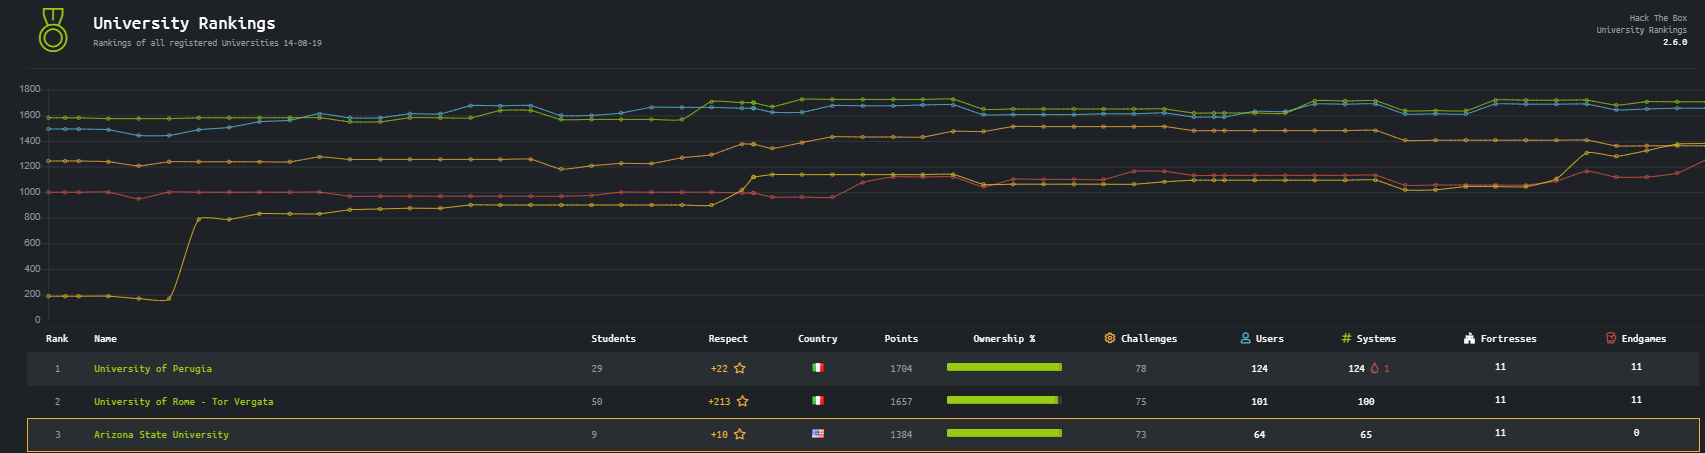 University Rankings
Rankings of all registered Universities 14-08-19
Hack The Box
University Rankings
2.6.0
1800
1600
1400
1200
1000
800
600
400
200
0
Rank Name Students Respect Country Points Ownership % Challenges Users Systems Fortresses Endgames
1 University of Perugia 29 +22 1704 78 124 124 1 11 11
2 University of Rome - Tor Vergata 50 +213 1657 75 101 100 11 11
3 Arizona State University 9 +10 1384 73 64 65 11 0